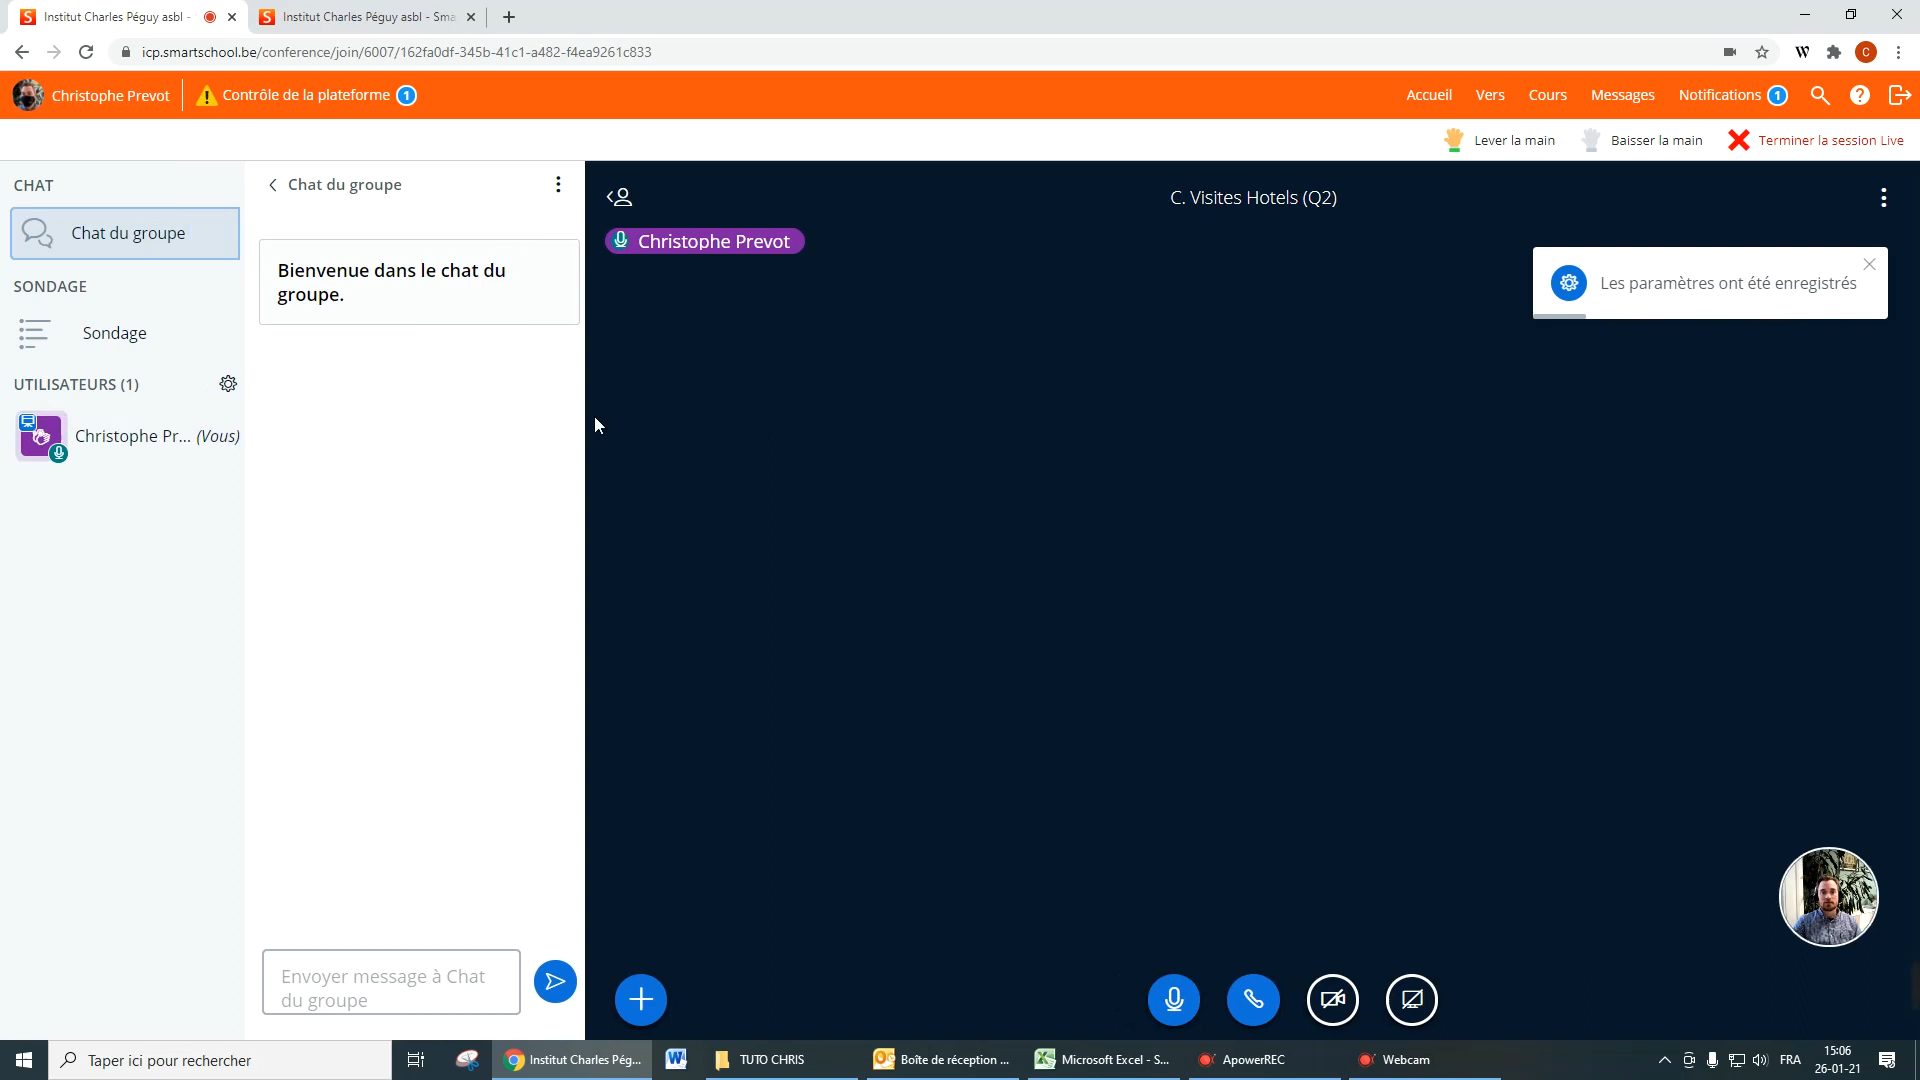 Institut Charles Péguy asbl -
Institut Charles Péguy asbl - Sma
icp.smartschool.be/conference/join/6007/162fa0df-345b-41c1-a482-f4ea9261c833
W
C
Christophe Prevot
Contrôle de la plateforme 1
Accueil
Vers
Cours
Messages
Notifications 1
Lever la main
Baisser la main
Terminer la session Live
CHAT
Chat du groupe
SONDAGE
Sondage
UTILISATEURS (1)
Christophe Pr... (Vous)
Chat du groupe
Bienvenue dans le chat du
groupe.
Envoyer message à Chat
du groupe
C. Visites Hotels (Q2)
Christophe Prevot
Les paramètres ont été enregistrés
Taper ici pour rechercher
Institut Charles Pég...
TUTO CHRIS
Boîte de réception ...
Microsoft Excel - S...
ApowerREC
Webcam
FRA
15:06
26-01-21